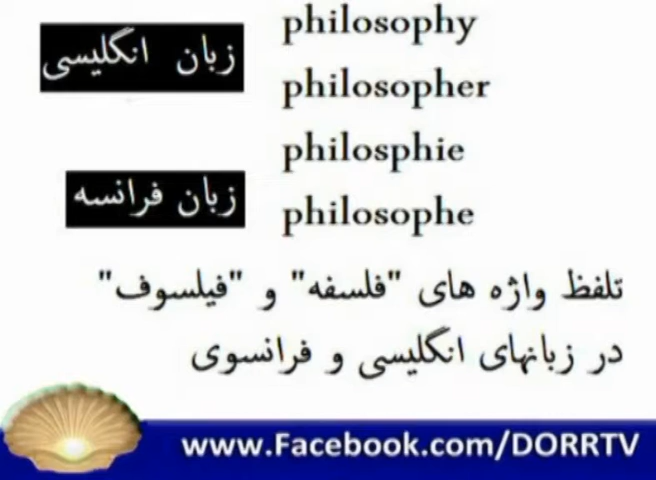 زبان انگلیسی
philosophy
philosopher
زبان فرانسه
philosphie
philosophe
تلفظ واژه های "فلسفه" و "فیلسوف"
در زبانهای انگلیسی و فرانسوی
www.Facebook.com/DORRTV